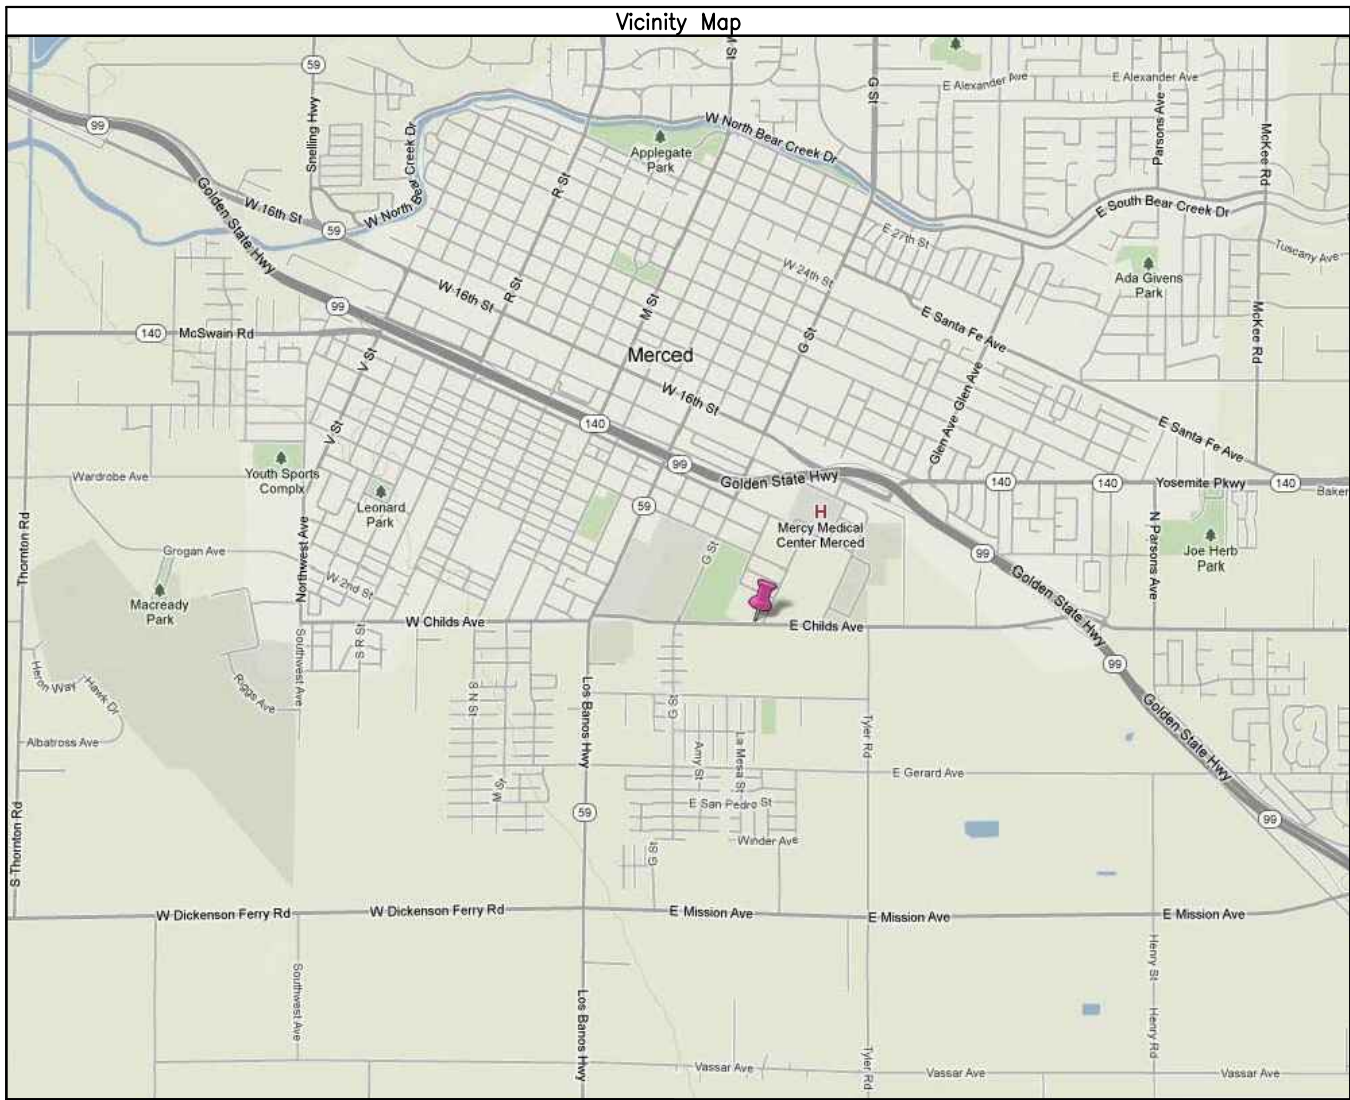 Vicinity Map
59
M St
G St
E Alexander Ave
E Alexander Ave
99
Snelling Hwy
W North Bear Creek Dr
W North Bear Creek Dr
Applegate
Park
Parsons Ave
McKee Rd
Golden State Hwy
W 16th St
59
R St
E South Bear Creek Dr
E 27th St
Tuscany Ave
W 24th St
Ada Givens
Park
99
W 16th St
R St
M St
G St
E Santa Fe Ave
McKee Rd
140
McSwain Rd
V St
Merced
W 16th St
Glen Ave
Glen Ave
V St
140
E Santa Fe Ave
Youth Sports
Complx
Wardrobe Ave
99
Golden State Hwy
140
140
Yosemite Pkwy
140
Baker
Leonard
Park
59
H
Mercy Medical
Center Merced
N Parsons Ave
Joe Herb
Park
Thornton Rd
Grogan Ave
Northwest Ave
G St
99
Golden State Hwy
Macready
Park
W 2nd St
W Childs Ave
E Childs Ave
S R St
Southwest Ave
99
Heron Way
Hawk Dr
Riggs Ave
S N St
Los Banos Hwy
S G St
Tyler Rd
Golden State Hwy
Albatross Ave
Amy St
La Mesa St
E Gerard Ave
M St
E San Pedro St
59
99
S Thornton Rd
Winder Ave
S G St
W Dickenson Ferry Rd
W Dickenson Ferry Rd
E Mission Ave
E Mission Ave
E Mission Ave
Southwest Ave
Los Banos Hwy
Henry St
Henry Rd
Tyler Rd
Vassar Ave
Vassar Ave
Vassar Ave